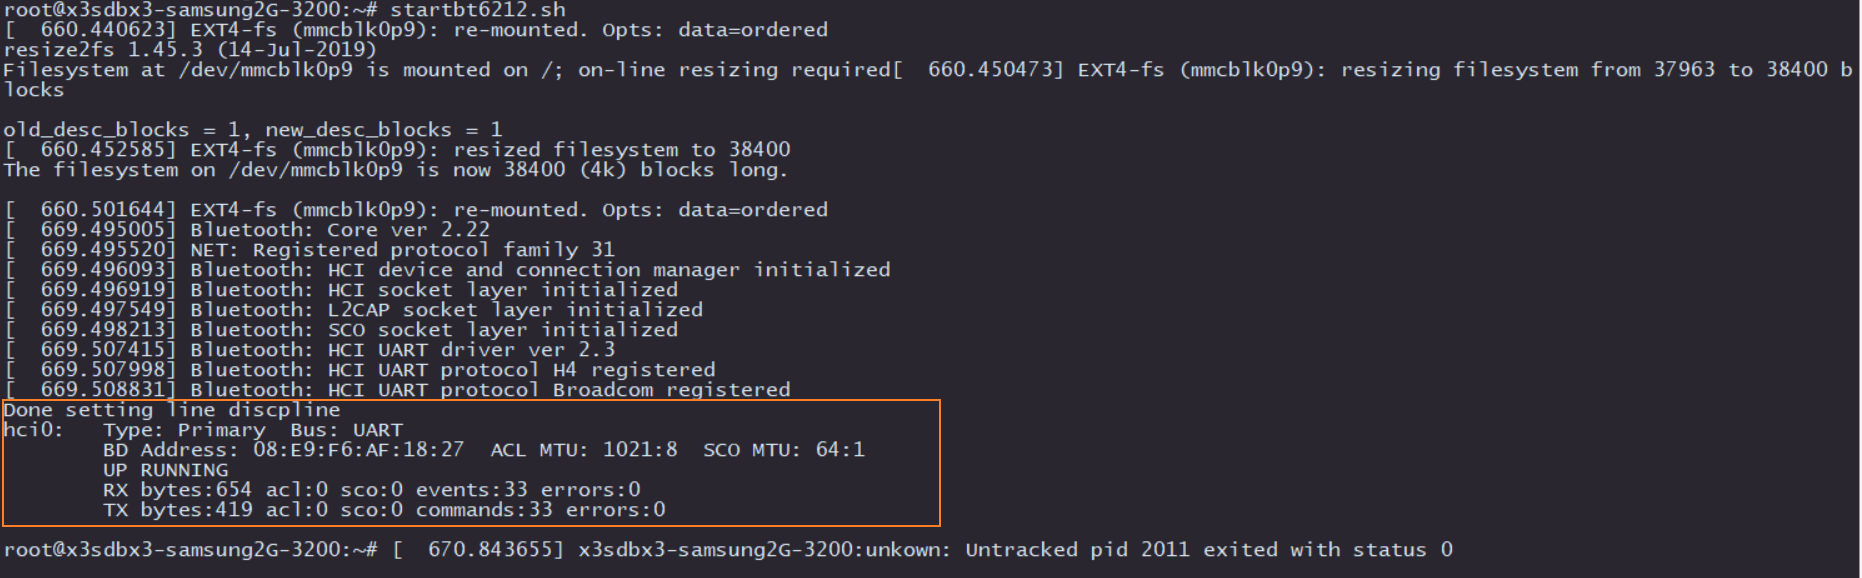 root@x3sdbx3-samsung2G-3200:~# startbt6212.sh
[  660.440623] EXT4-fs (mmcblk0p9): re-mounted. Opts: data=ordered
resize2fs 1.45.3 (14-Jul-2019)
Filesystem at /dev/mmcblk0p9 is mounted on /; on-line resizing required[  660.450473] EXT4-fs (mmcblk0p9): resizing filesystem from 37963 to 38400 b
locks
old_desc_blocks = 1, new_desc_blocks = 1
[  660.452585] EXT4-fs (mmcblk0p9): resized filesystem to 38400
The filesystem on /dev/mmcblk0p9 is now 38400 (4k) blocks long.
[  660.501644] EXT4-fs (mmcblk0p9): re-mounted. Opts: data=ordered
[  669.495005] Bluetooth: Core ver 2.22
[  669.495520] NET: Registered protocol family 31
[  669.496093] Bluetooth: HCI device and connection manager initialized
[  669.496919] Bluetooth: HCI socket layer initialized
[  669.497549] Bluetooth: L2CAP socket layer initialized
[  669.498213] Bluetooth: SCO socket layer initialized
[  669.507415] Bluetooth: HCI UART driver ver 2.3
[  669.507998] Bluetooth: HCI UART protocol H4 registered
[  669.508831] Bluetooth: HCI UART protocol Broadcom registered
Done setting line discpline
hci0:   Type: Primary  Bus: UART
        BD Address: 08:E9:F6:AF:18:27  ACL MTU: 1021:8  SCO MTU: 64:1
        UP RUNNING
        RX bytes:654 acl:0 sco:0 events:33 errors:0
        TX bytes:419 acl:0 sco:0 commands:33 errors:0
root@x3sdbx3-samsung2G-3200:~# [  670.843655] x3sdbx3-samsung2G-3200:unkown: Untracked pid 2011 exited with status 0